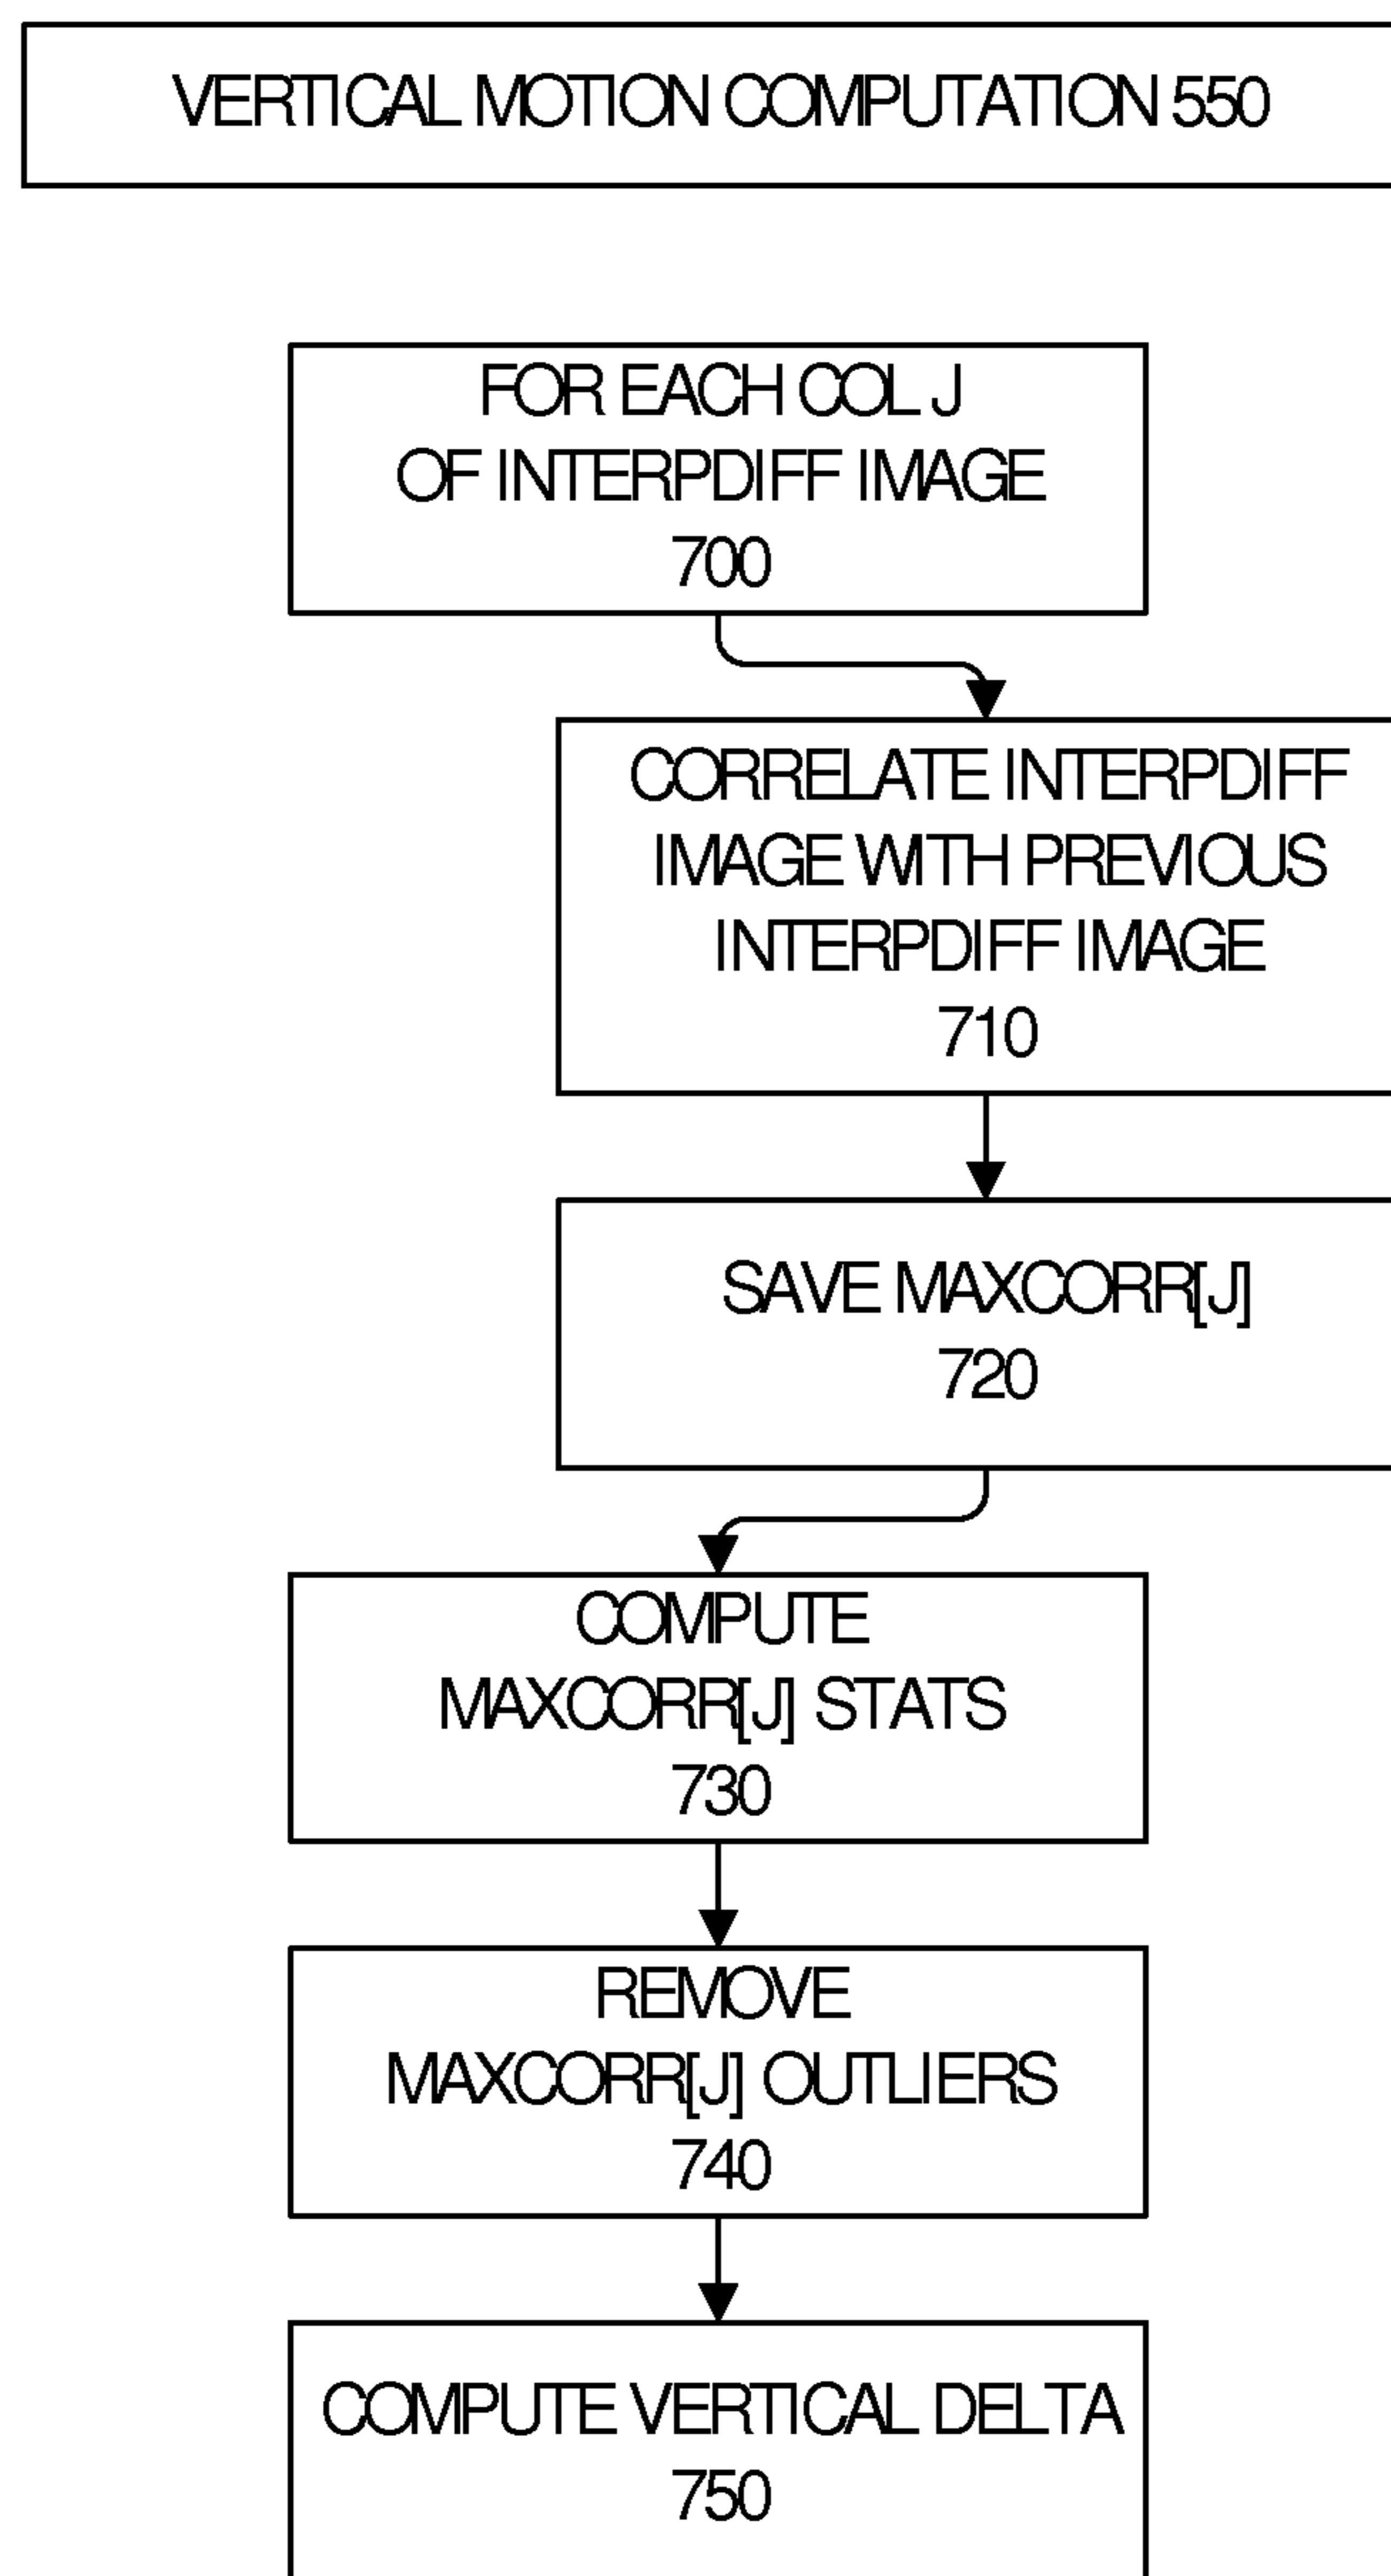 VERTICAL MOTION COMPUTATION 550
FOR EACH COL J
OF INTERPDIFF IMAGE
700
CORRELATE INTERPDIFF
IMAGE WITH PREVIOUS
INTERPDIFF IMAGE
710
SAVE MAXCORR[J]
720
COMPUTE
MAXCORR[J] STATS
730
REMOVE
MAXCORR[J] OUTLIERS
740
COMPUTE VERTICAL DELTA
750